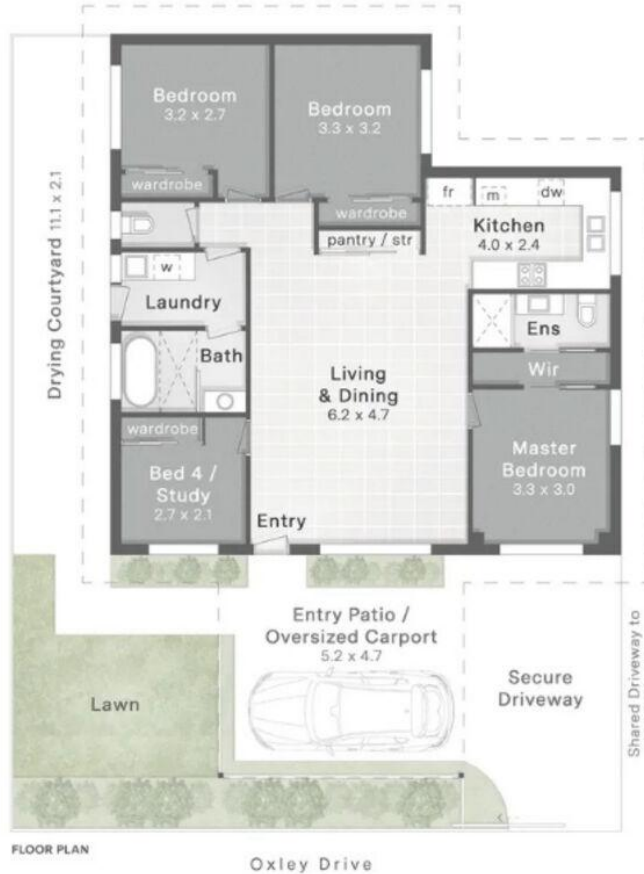 Bedroom
3.2 x 2.7
Bedroom
3.3 x 3.2
wardrobe
wardrobe
fr
m
dw
Kitchen
4.0 x 2.4
pantry / str
Drying Courtyard 11.1 x 2.1
w
Laundry
Bath
Ens
Wir
Living
& Dining
6.2 x 4.7
wardrobe
Bed 4 /
Study
2.7 x 2.1
Master
Bedroom
3.3 x 3.0
Entry
Entry Patio /
Oversized Carport
5.2 x 4.7
Lawn
Secure
Driveway
Shared Driveway to
FLOOR PLAN
Oxley Drive